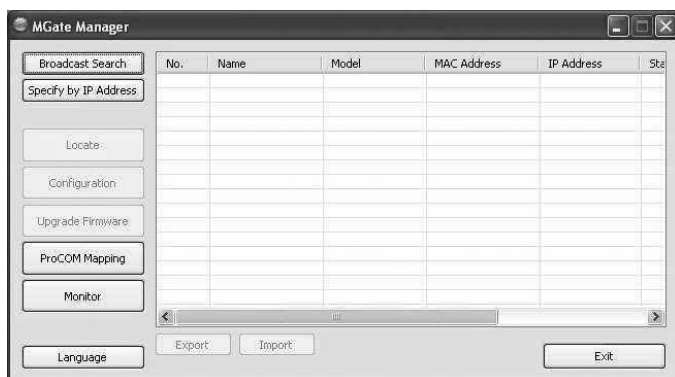 MGate Manager
Broadcast Search
Specify by IP Address
Locate
Configuration
Upgrade Firmware
ProCOM Mapping
Monitor
Language
No. Name Model MAC Address IP Address Sta
Export Import
Exit